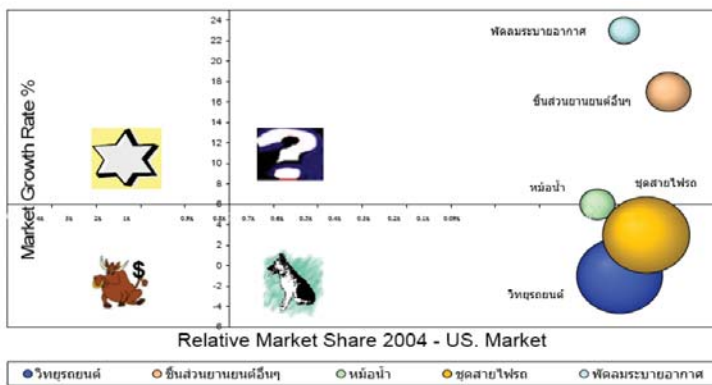 Market Growth Rate %
24
22
20
18
16
14
12
10
8
6
4
2
0
-2
-4
-6
พัดลมระบายอากาศ
ชิ้นส่วนยานยนต์อื่นๆ
หม้อน้ำ
ชุดสายไฟรถ
วิทยุรถยนต์
$
Relative Market Share 2004 - US. Market
วิทยุรถยนต์ ชิ้นส่วนยานยนต์อื่นๆ หม้อน้ำ ชุดสายไฟรถ พัดลมระบายอากาศ